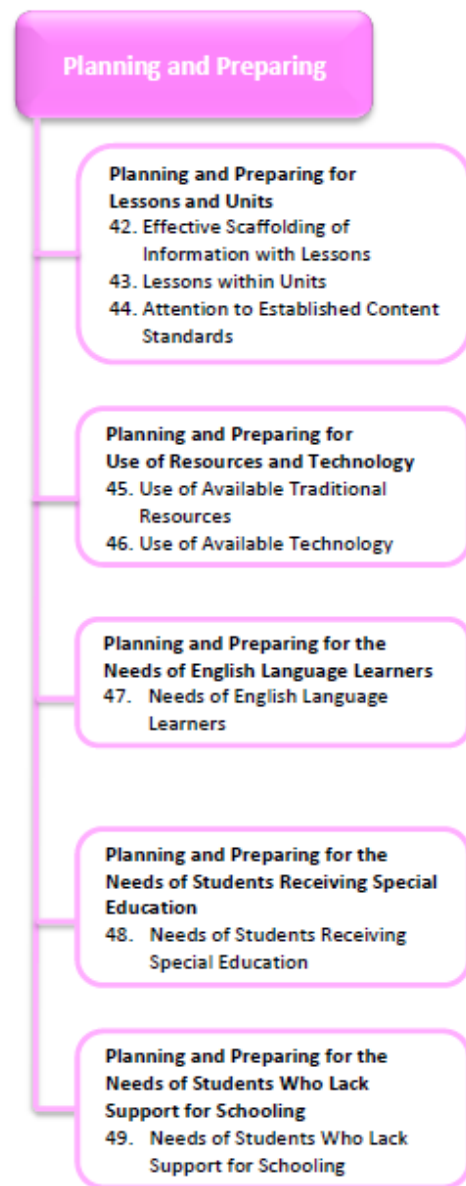 Planning and Preparing
Planning and Preparing for
Lessons and Units
42. Effective Scaffolding of
Information with Lessons
43. Lessons within Units
44. Attention to Established Content
Standards
Planning and Preparing for
Use of Resources and Technology
45. Use of Available Traditional
Resources
46. Use of Available Technology
Planning and Preparing for the
Needs of English Language Learners
47. Needs of English Language
Learners
Planning and Preparing for the
Needs of Students Receiving Special
Education
48. Needs of Students Receiving
Special Education
Planning and Preparing for the
Needs of Students Who Lack
Support for Schooling
49. Needs of Students Who Lack
Support for Schooling